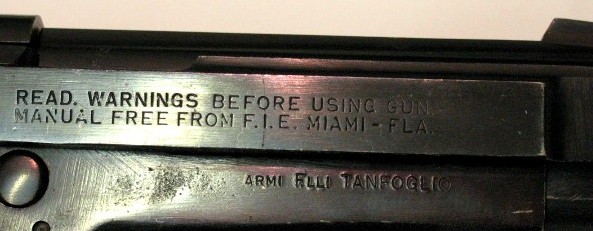 READ. WARNINGS BEFORE USING GUN.
MANUAL FREE FROM F.I.E. MIAMI - FLA.
ARMI FLLI TANFOGLIO